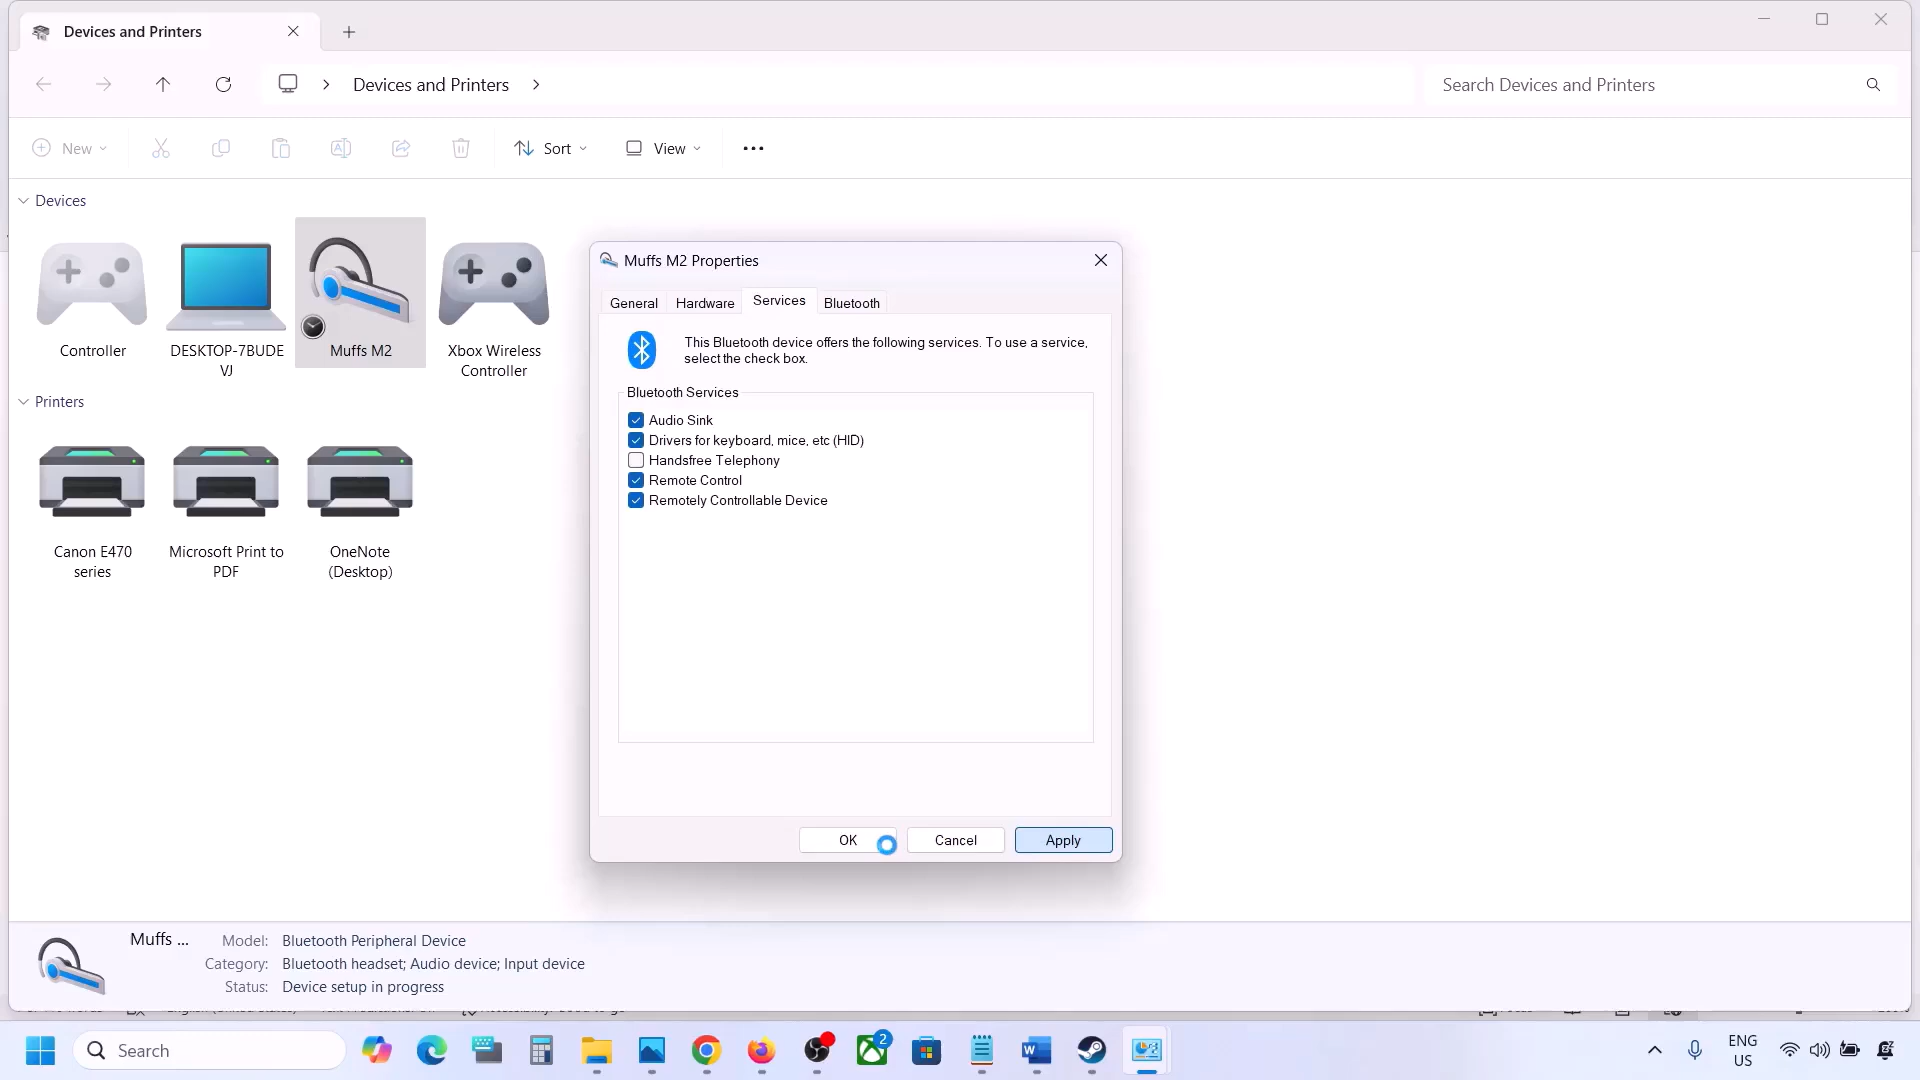 Devices and Printers
Devices and Printers
Search Devices and Printers
New
Sort
View
Devices
Controller
DESKTOP-7BUDE
VJ
Muffs M2
Xbox Wireless
Controller
Printers
Canon E470
series
Microsoft Print to
PDF
OneNote
(Desktop)
Muffs M2 Properties
General
Hardware
Services
Bluetooth
This Bluetooth device offers the following services. To use a service,
select the check box.
Bluetooth Services
Audio Sink
Drivers for keyboard, mice, etc (HID)
Handsfree Telephony
Remote Control
Remotely Controllable Device
OK
Cancel
Apply
Muffs ...
Model: Bluetooth Peripheral Device
Category: Bluetooth headset; Audio device; Input device
Status: Device setup in progress
Search
2
ENG
US